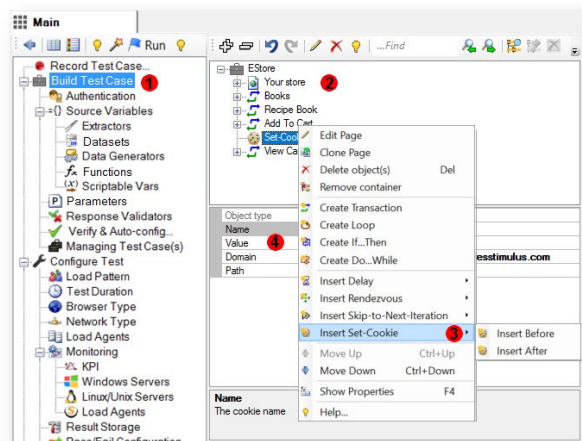 Main
Run
...Find
Record Test Case...
Build Test Case
1
Authentication
Source Variables
Extractors
Datasets
Data Generators
Functions
Scriptable Vars
Parameters
Response Validators
Verify & Auto-config...
Managing Test Case(s)
Configure Test
Load Pattern
Test Duration
Browser Type
Network Type
Load Agents
Monitoring
KPI
Windows Servers
Linux/Unix Servers
Load Agents
Result Storage
EStore
Your store
2
Books
Recipe Book
Add To Cart
Set-Coo
View Ca
Edit Page
Clone Page
Delete object(s) Del
Remove container
Create Transaction
Create Loop
Create If...Then
Create Do...While
Insert Delay
Insert Rendezvous
Insert Skip-to-Next-Iteration
Insert Set-Cookie
3
Move Up Ctrl+Up
Move Down Ctrl+Down
Show Properties F4
Help...
Insert Before
Insert After
Object type
Name
Value
4
Domain
esstimulus.com
Path
Name
The cookie name